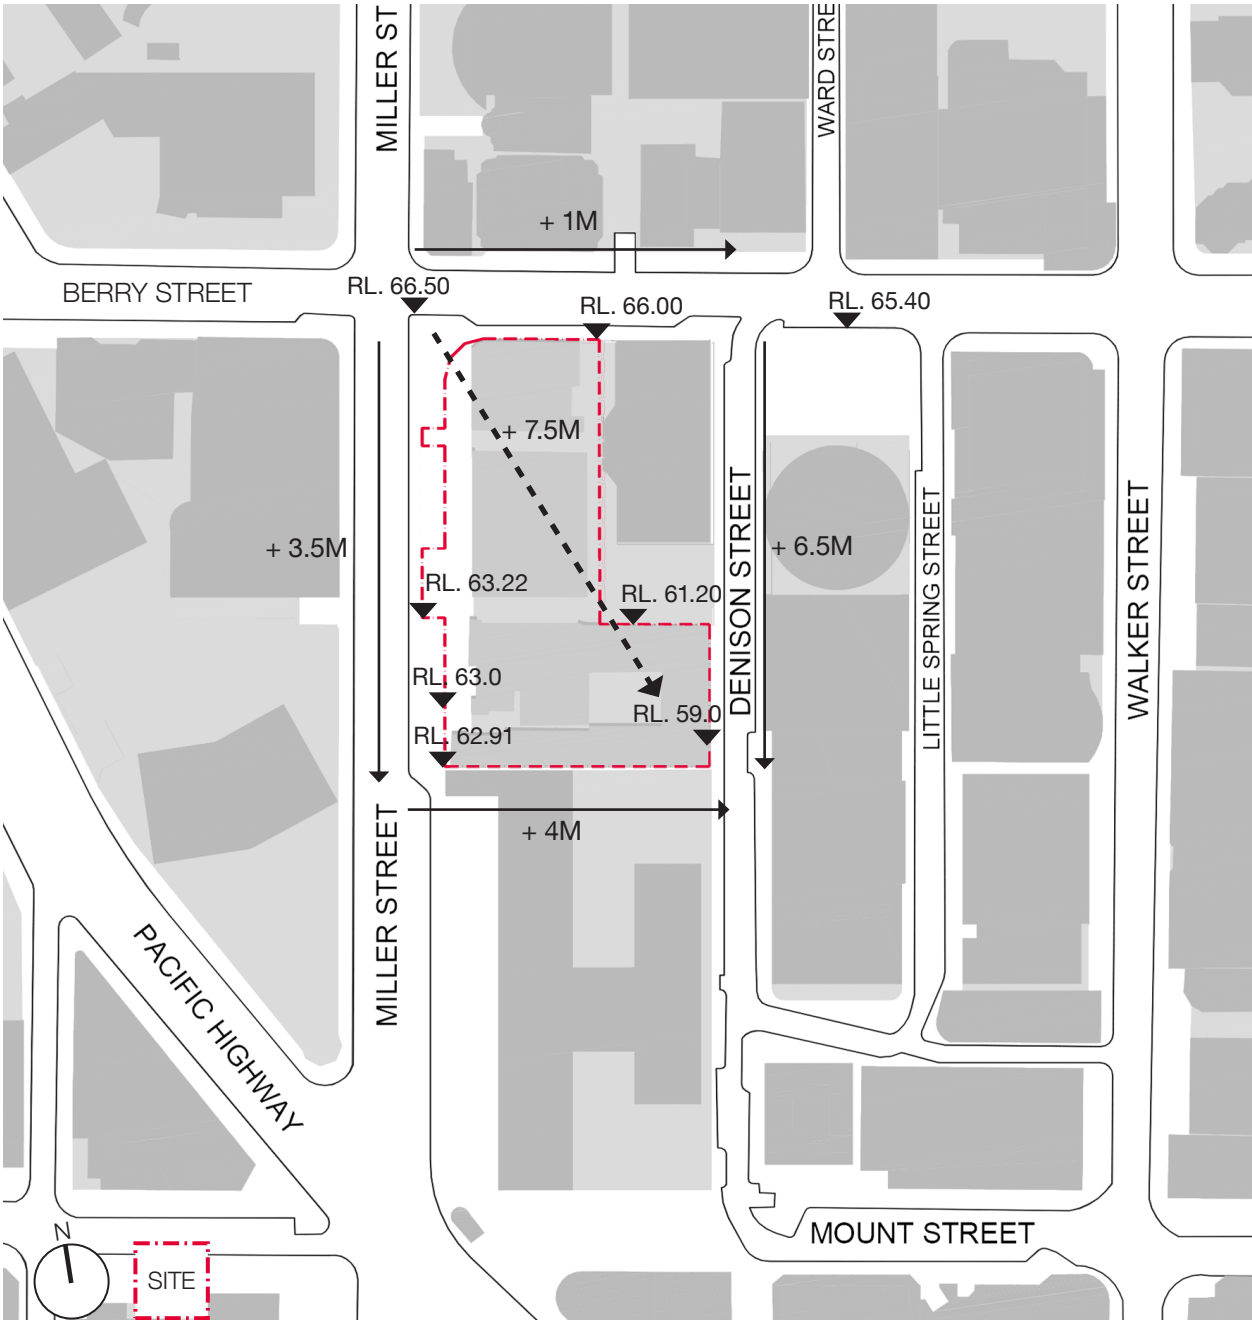 MILLER ST
WARD STRE
+ 1M
BERRY STREET
RL. 66.50
RL. 66.00
RL. 65.40
+ 7.5M
+ 3.5M
+ 6.5M
RL. 63.22
RL. 61.20
DENISON STREET
LITTLE SPRING STREET
WALKER STREET
RL. 63.0
RL. 59.0
RL. 62.91
+ 4M
MILLER STREET
PACIFIC HIGHWAY
MOUNT STREET
N
SITE